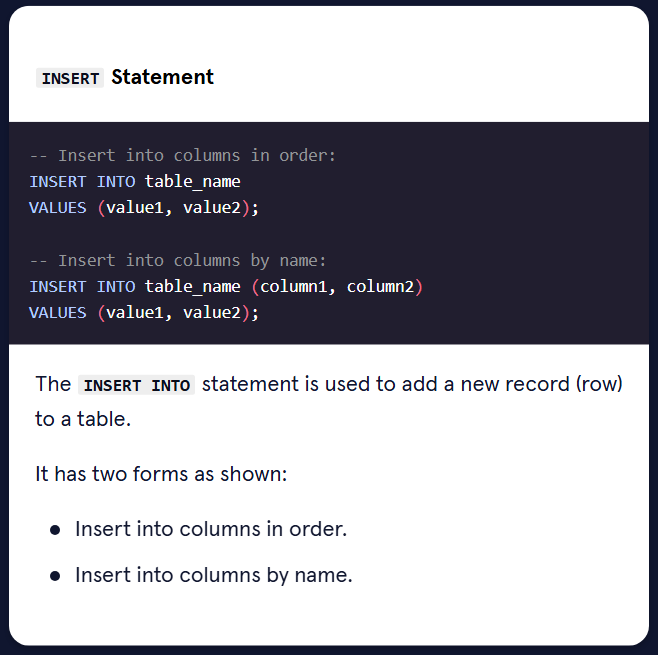 INSERT Statement
-- Insert into columns in order:
INSERT INTO table_name
VALUES (value1, value2);
-- Insert into columns by name:
INSERT INTO table_name (column1, column2)
VALUES (value1, value2);
The INSERT INTO statement is used to add a new record (row)
to a table.
It has two forms as shown:
● Insert into columns in order.
● Insert into columns by name.